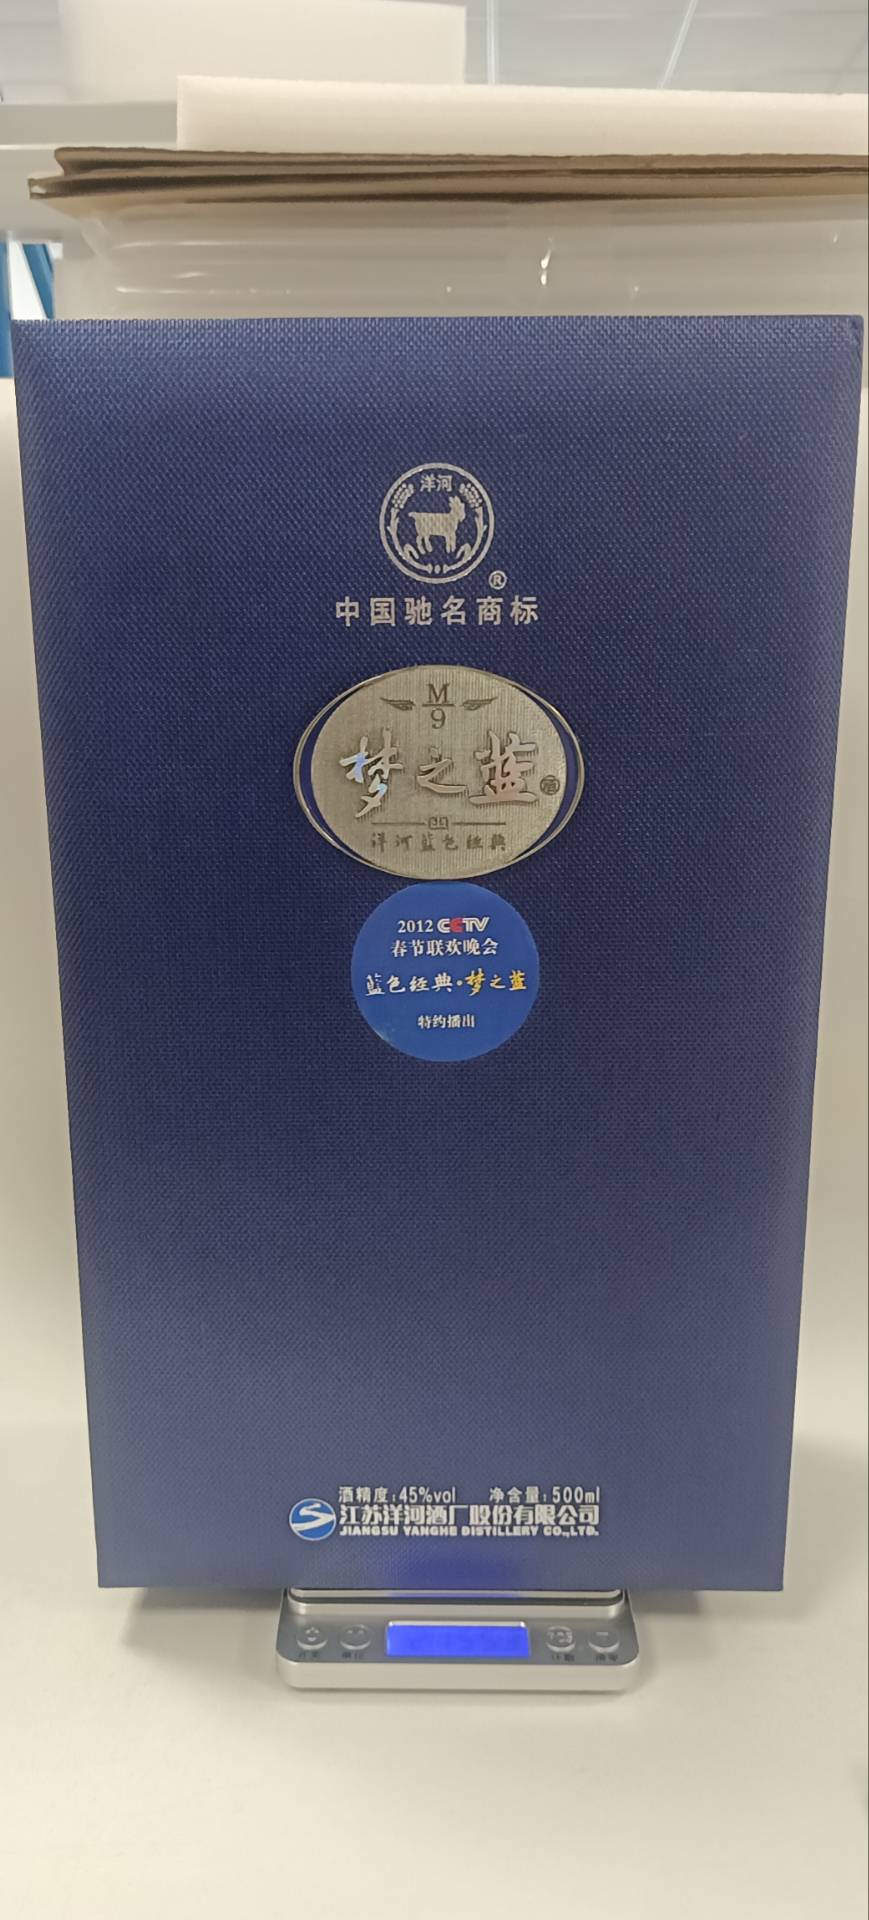 洋河
®
中国驰名商标
M
9
梦之蓝
洋河蓝色经典
2012 CCTV
春节联欢晚会
蓝色经典·梦之蓝
特约播出
酒精度:45%vol 净含量:500ml
江苏洋河酒厂股份有限公司
JIANGSU YANGHE DISTILLERY CO.,LTD.